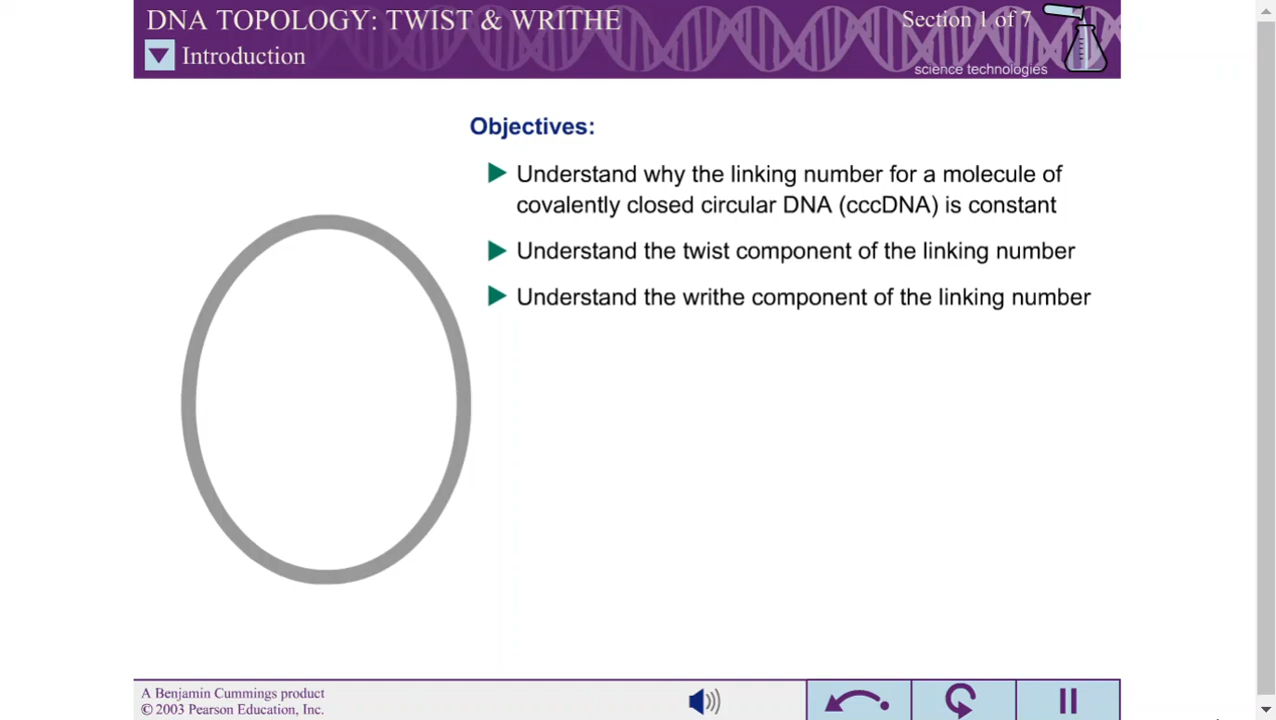 DNA TOPOLOGY: TWIST & WRITHE
Section 1 of 7
Introduction
science technologies
Objectives:
Understand why the linking number for a molecule of
covalently closed circular DNA (cccDNA) is constant
Understand the twist component of the linking number
Understand the writhe component of the linking number
A Benjamin Cummings product
© 2003 Pearson Education, Inc.